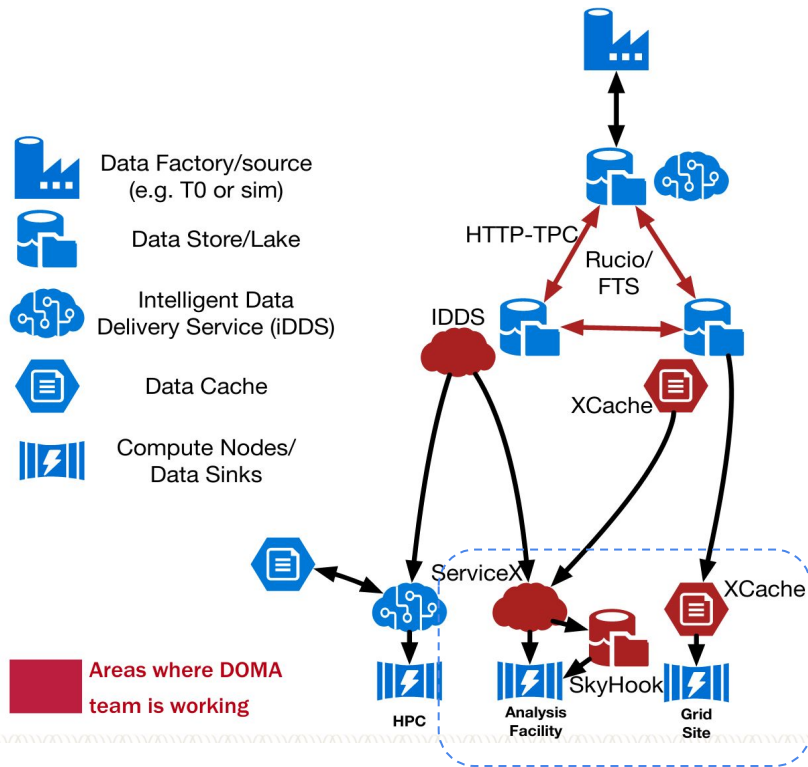 Data Factory/source
(e.g. T0 or sim)
Data Store/Lake
Intelligent Data
Delivery Service (iDDS)
Data Cache
Compute Nodes/
Data Sinks
HTTP-TPC
Rucio/
FTS
IDDS
XCache
ServiceX
XCache
SkyHook
HPC
Analysis
Facility
Grid
Site
Areas where DOMA
team is working